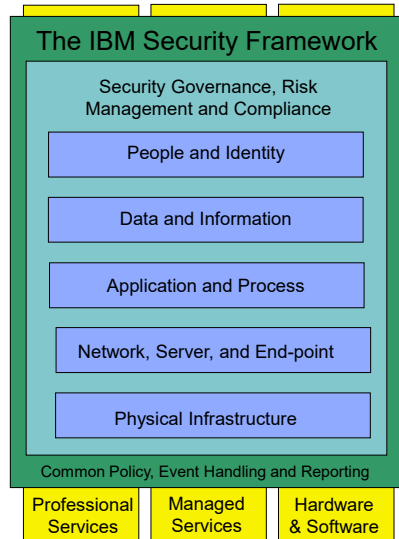 The IBM Security Framework
Security Governance, Risk
Management and Compliance
People and Identity
Data and Information
Application and Process
Network, Server, and End-point
Physical Infrastructure
Common Policy, Event Handling and Reporting
Professional
Services
Managed
Services
Hardware
& Software